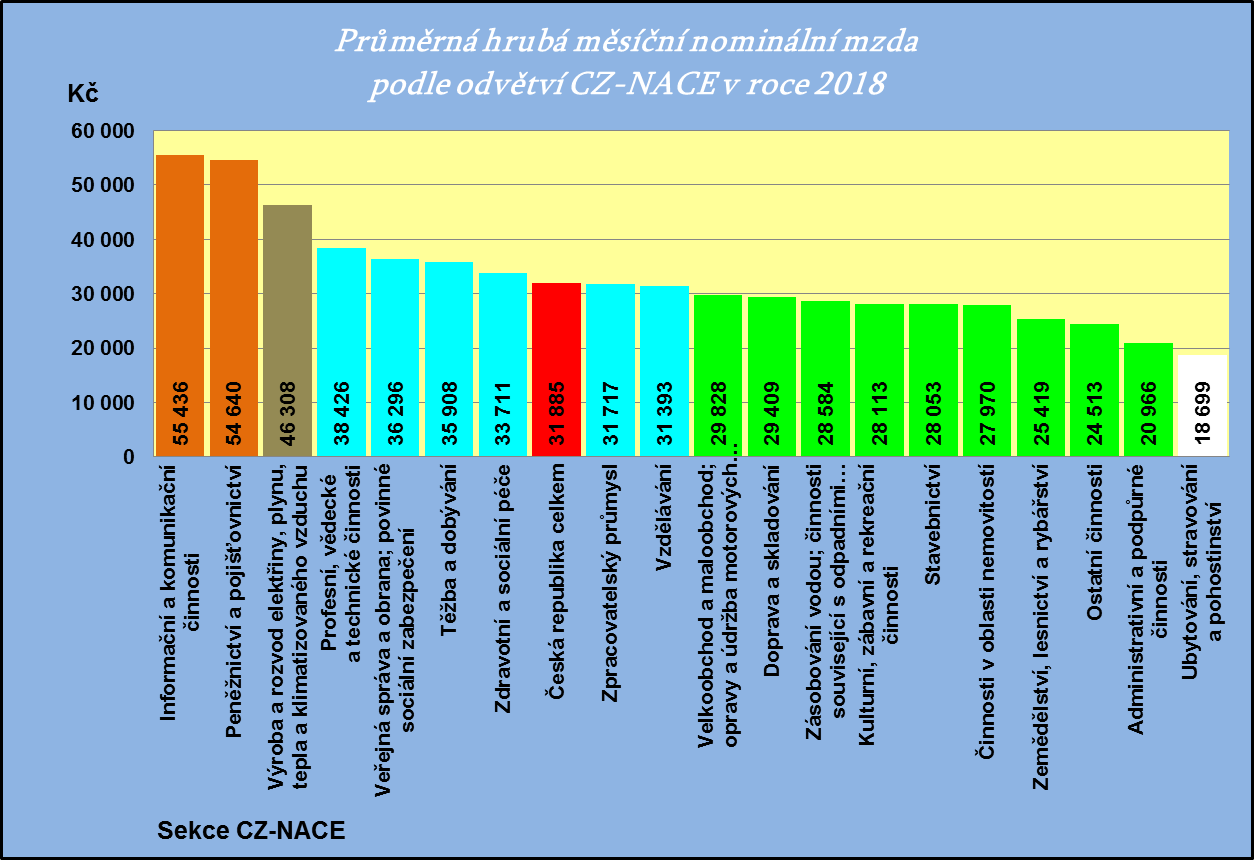 Průměrná hrubá měsíční nominální mzda
podle odvětví CZ-NACE v roce 2018
Kč
60 000
50 000
40 000
30 000
20 000
10 000
0
55 436
54 640
46 308
38 426
36 296
35 908
33 711
31 885
31 717
31 393
29 828
29 409
28 584
28 113
28 053
27 970
25 419
24 513
20 966
18 699
Informační a komunikační
činnosti
Peněžnictví a pojišťovnictví
Výroba a rozvod elektřiny, plynu,
tepla a klimatizovaného vzduchu
Profesní, vědecké
a technické činnosti
Veřejná správa a obrana; povinné
sociální zabezpečení
Těžba a dobývání
Zdravotní a sociální péče
Česká republika celkem
Zpracovatelský průmysl
Vzdělávání
Velkoobchod a maloobchod;
opravy a údržba motorových…
Doprava a skladování
Zásobování vodou; činnosti
související s odpadními…
Kulturní, zábavní a rekreační
činnosti
Stavebnictví
Činnosti v oblasti nemovitostí
Zemědělství, lesnictví a rybářství
Ostatní činnosti
Administrativní a podpůrné
činnosti
Ubytování, stravování
a pohostinství
Sekce CZ-NACE